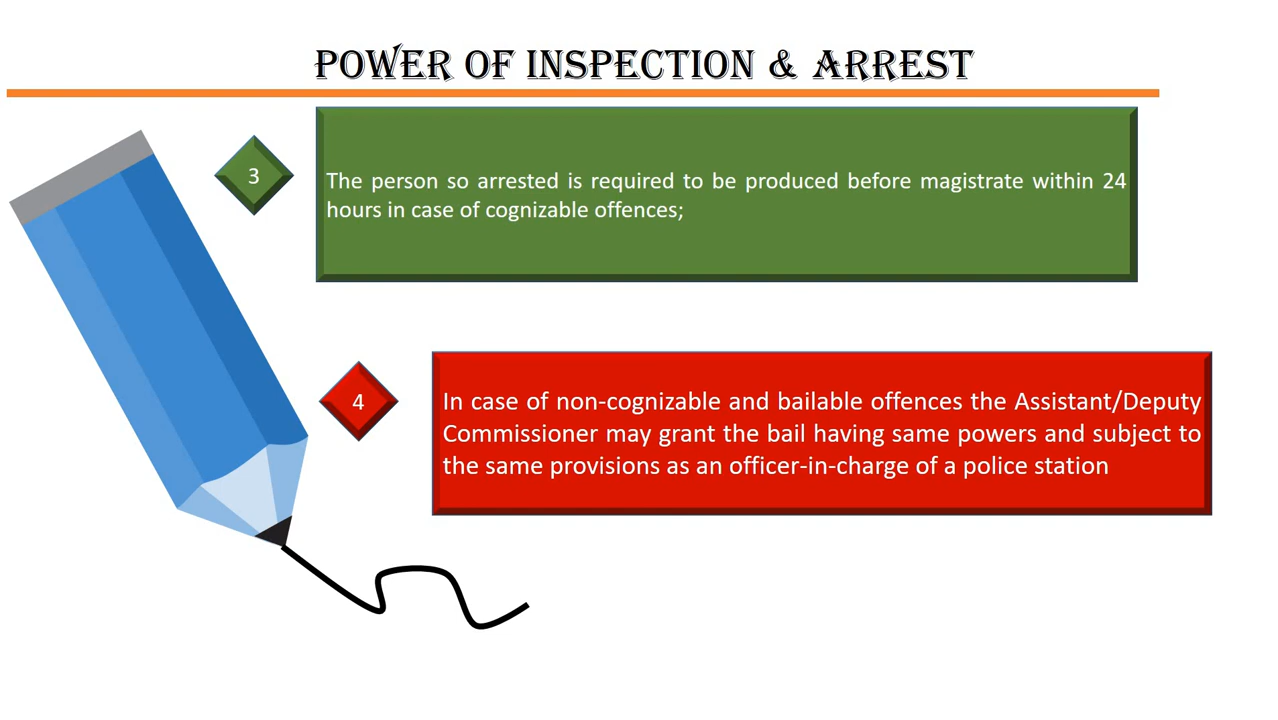 POWER OF INSPECTION & ARREST
3
The person so arrested is required to be produced before magistrate within 24
hours in case of cognizable offences;
4
In case of non-cognizable and bailable offences the Assistant/Deputy
Commissioner may grant the bail having same powers and subject to
the same provisions as an officer-in-charge of a police station